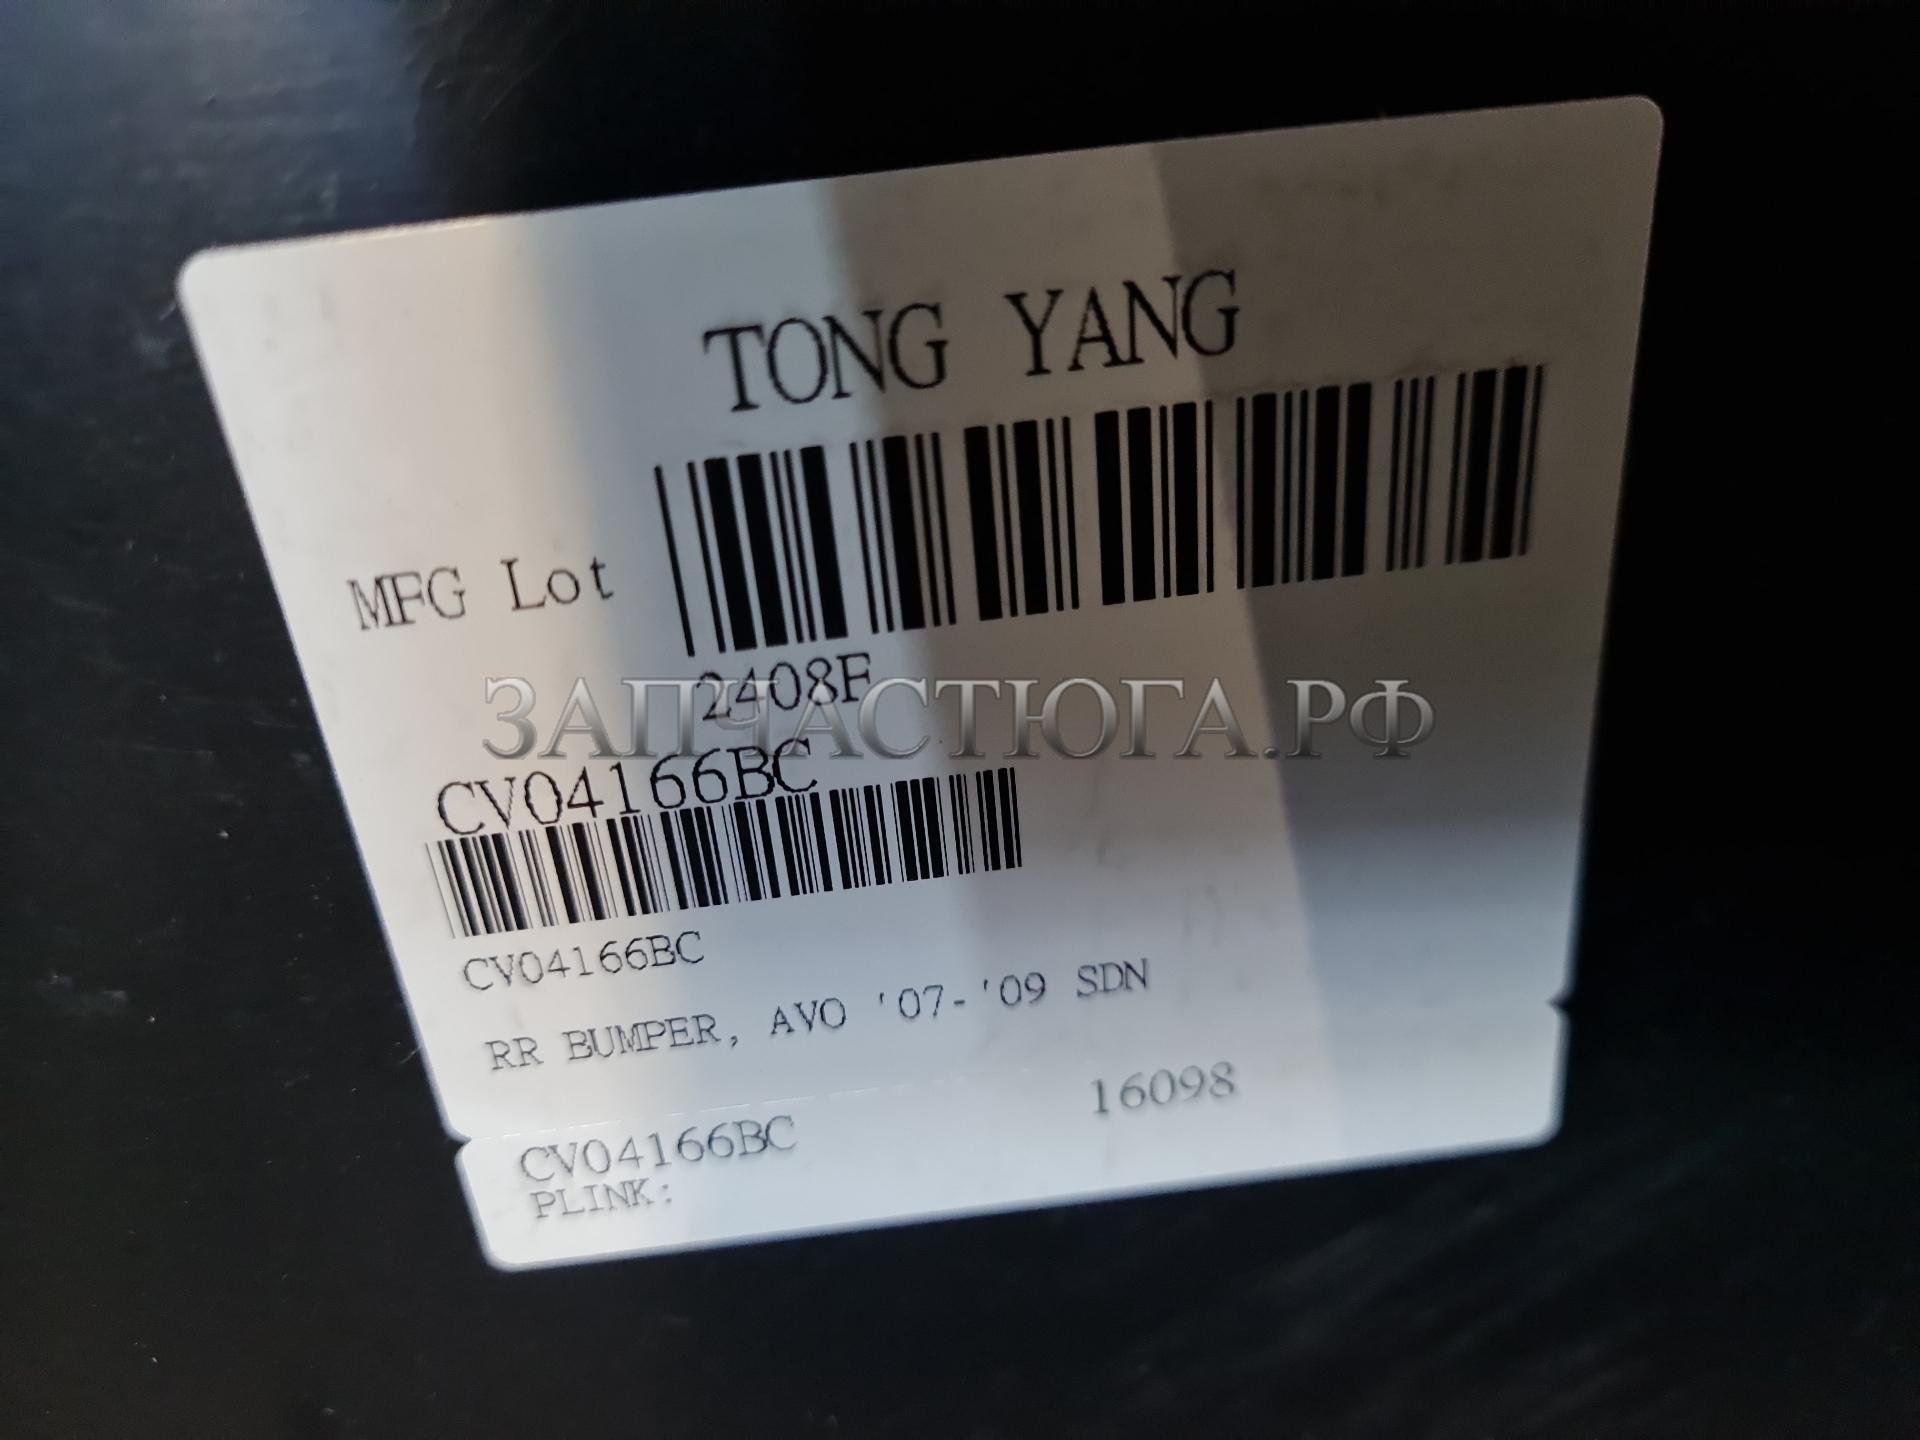 TONG YANG
MFG Lot
2408F
ЗАПЧАСТЮГА.РФ
CV04166BC
CV04166BC
RR BUMPER, AVO '07-'09 SDN
CV04166BC 16098
PLINK: